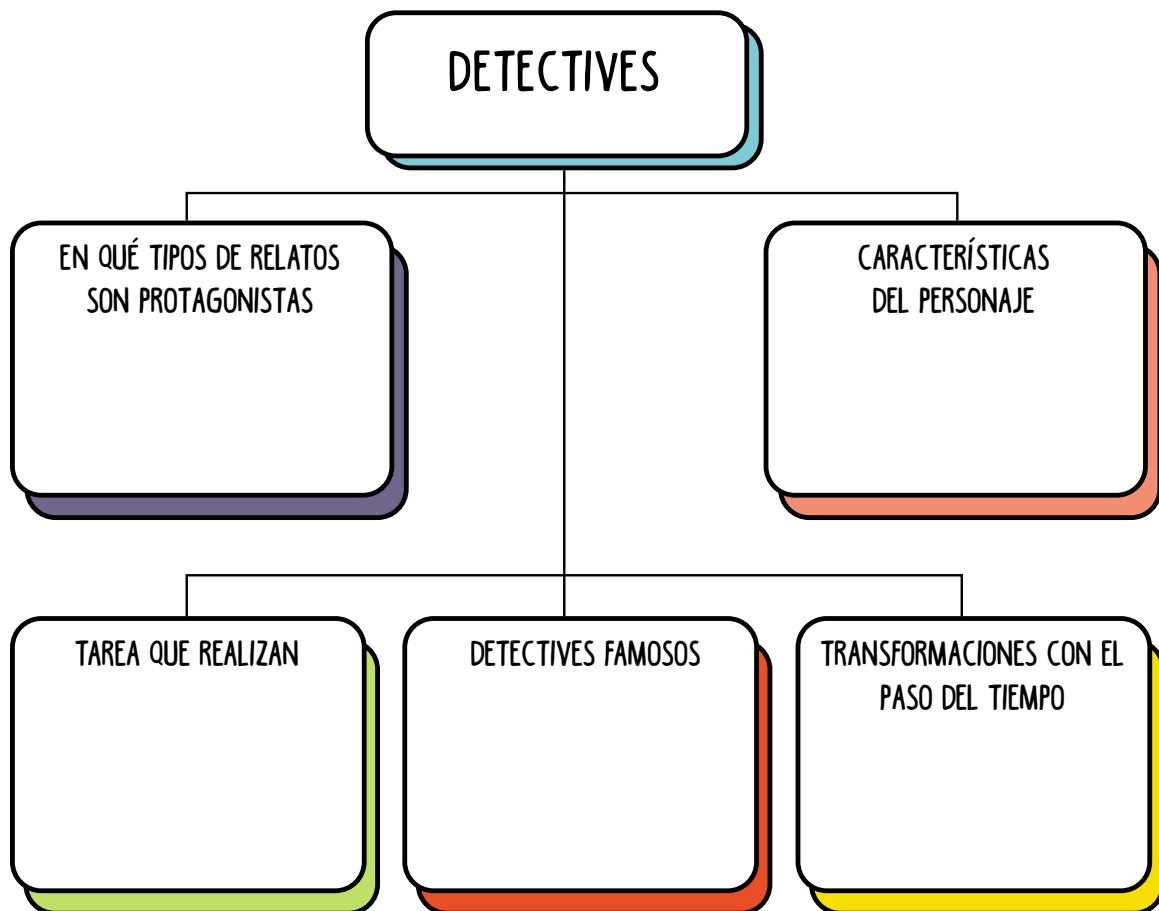 DETECTIVES
EN QUÉ TIPOS DE RELATOS
SON PROTAGONISTAS
CARACTERÍSTICAS
DEL PERSONAJE
TAREA QUE REALIZAN
DETECTIVES FAMOSOS
TRANSFORMACIONES CON EL
PASO DEL TIEMPO